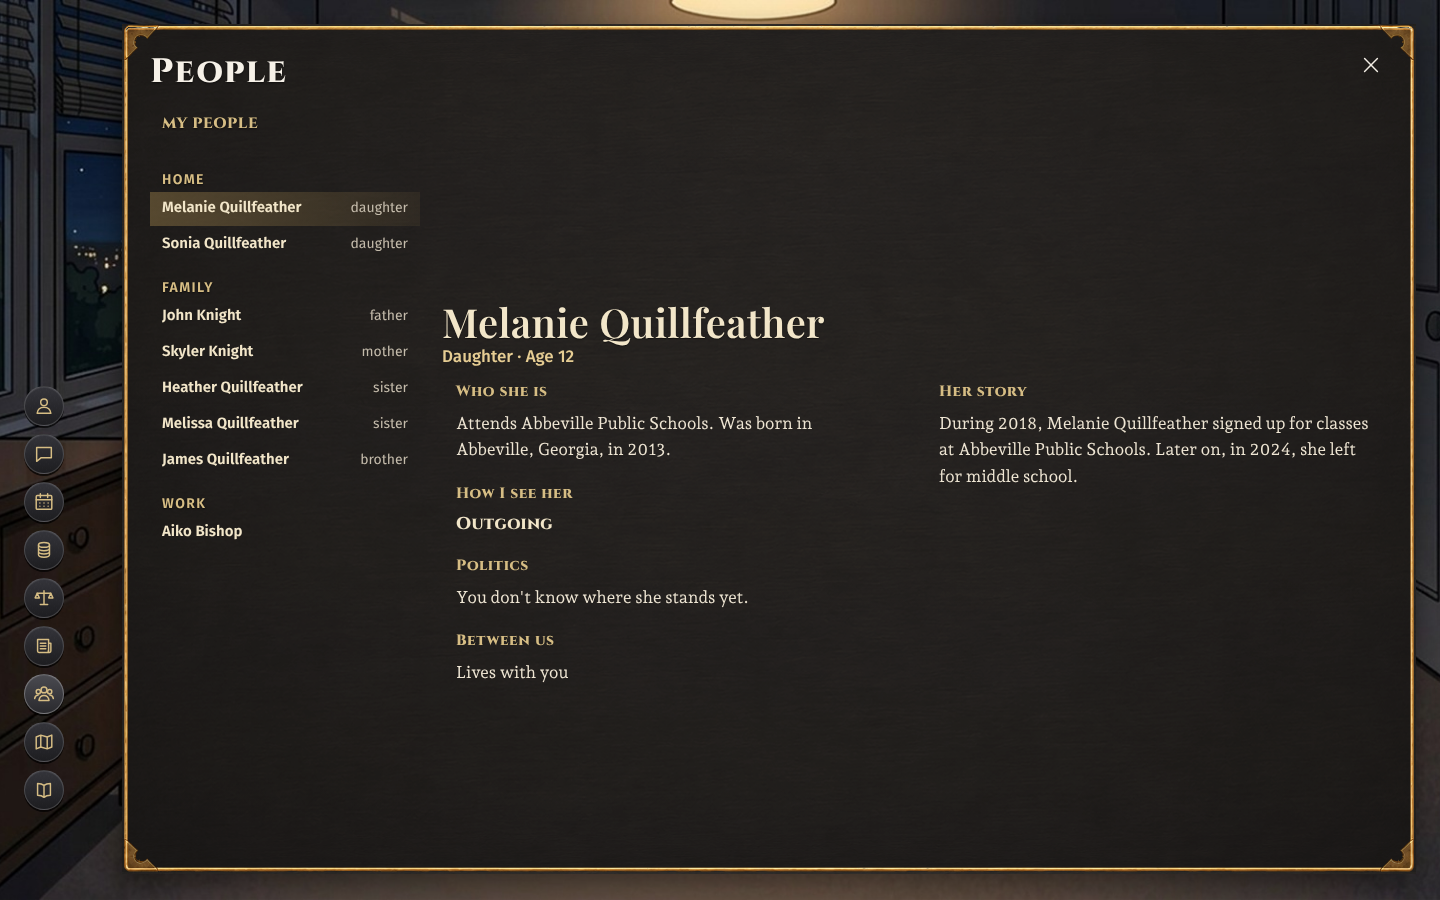 People
MY PEOPLE
HOME
Melanie Quillfeather daughter
Sonia Quillfeather daughter
FAMILY
John Knight father
Skyler Knight mother
Heather Quillfeather sister
Melissa Quillfeather sister
James Quillfeather brother
WORK
Aiko Bishop
Melanie Quillfeather
Daughter · Age 12
Who she is
Attends Abbeville Public Schools. Was born in
Abbeville, Georgia, in 2013.
How I see her
Outgoing
Politics
You don't know where she stands yet.
Between us
Lives with you
Her story
During 2018, Melanie Quillfeather signed up for classes
at Abbeville Public Schools. Later on, in 2024, she left
for middle school.